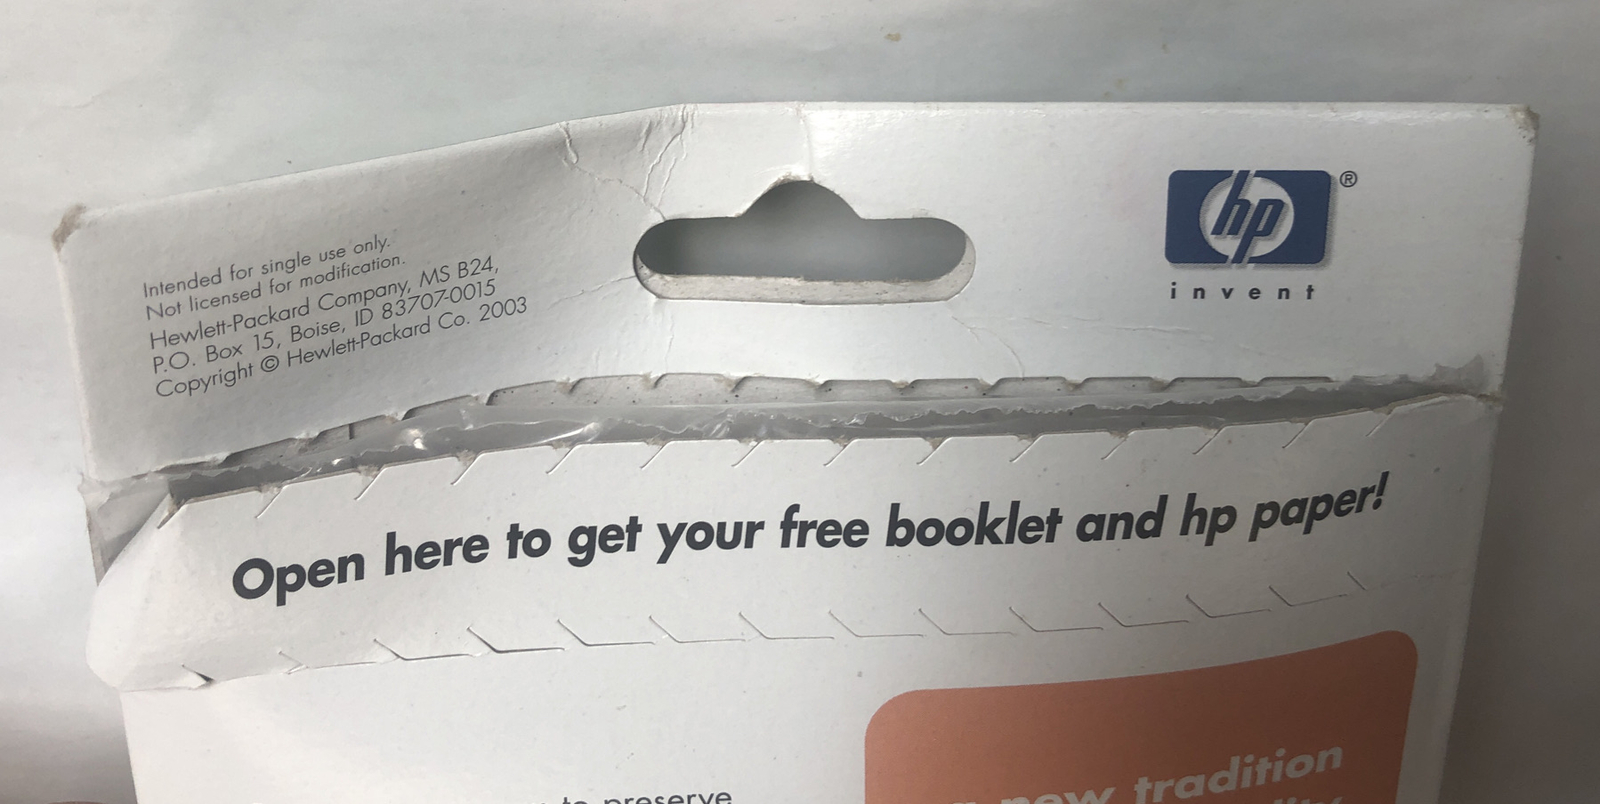 Intended for single use only.
Not licensed for modification.
Hewlett-Packard Company, MS B24,
P.O. Box 15, Boise, ID 83707-0015
Copyright © Hewlett-Packard Co. 2003
hp ®
invent
Open here to get your free booklet and hp paper!
new tradition
to preserve